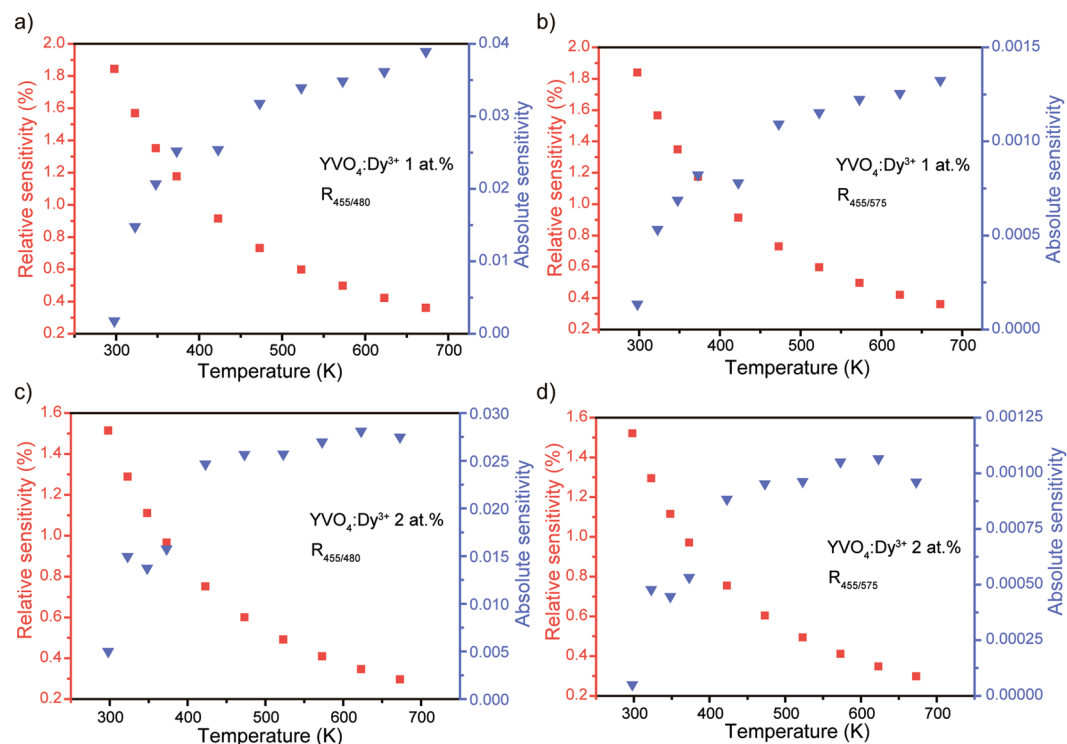 a)
2.0
1.8
1.6
1.4
1.2
1.0
0.8
0.6
0.4
0.2
Relative sensitivity (%)
YVO₄:Dy³⁺ 1 at.%
R₄₅₅/₄₈₀
0.04
0.03
0.02
0.01
0.00
Absolute sensitivity
300 400 500 600 700
Temperature (K)
b)
2.0
1.8
1.6
1.4
1.2
1.0
0.8
0.6
0.4
0.2
Relative sensitivity (%)
YVO₄:Dy³⁺ 1 at.%
R₄₅₅/₅₇₅
0.0015
0.0010
0.0005
0.0000
Absolute sensitivity
300 400 500 600 700
Temperature (K)
c)
1.6
1.4
1.2
1.0
0.8
0.6
0.4
0.2
Relative sensitivity (%)
YVO₄:Dy³⁺ 2 at.%
R₄₅₅/₄₈₀
0.030
0.025
0.020
0.015
0.010
0.005
0.000
Absolute sensitivity
300 400 500 600 700
Temperature (K)
d)
1.6
1.4
1.2
1.0
0.8
0.6
0.4
0.2
Relative sensitivity (%)
YVO₄:Dy³⁺ 2 at.%
R₄₅₅/₅₇₅
0.00125
0.00100
0.00075
0.00050
0.00025
0.00000
Absolute sensitivity
300 400 500 600 700
Temperature (K)